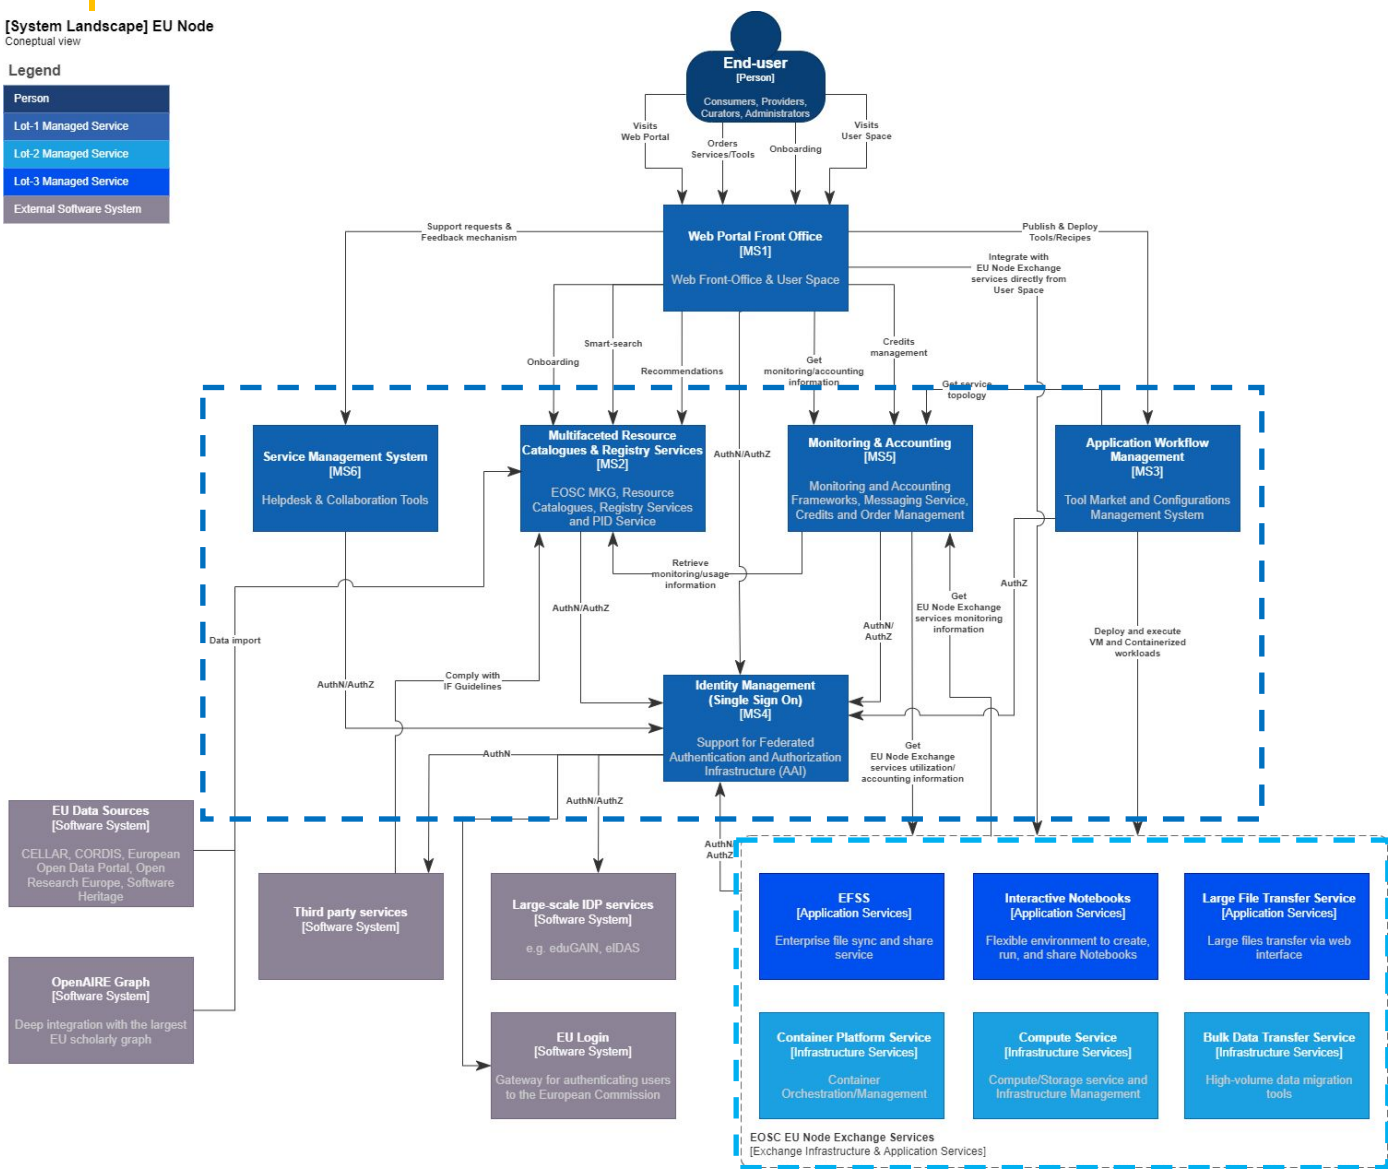 [System Landscape] EU Node
Coneptual view
Legend
Person
Lot-1 Managed Service
Lot-2 Managed Service
Lot-3 Managed Service
External Software System
End-user
[Person]
Consumers, Providers,
Curators, Administrators
Visits
Web Portal
Orders
Services/Tools
Onboarding
Visits
User Space
Web Portal Front Office
[MS1]
Web Front-Office & User Space
Support requests &
Feedback mechanism
Publish & Deploy
Tools/Recipes
Integrate with
EU Node Exchange
services directly from
User Space
Onboarding
Smart-search
Recommendations
Get
monitoring/accounting
information
Credits
management
Get service
topology
Service Management System
[MS6]
Helpdesk & Collaboration Tools
Multifaceted Resource
Catalogues & Registry Services
[MS2]
EOSC MKG, Resource
Catalogues, Registry Services
and PID Service
AuthN/AuthZ
Monitoring & Accounting
[MS5]
Monitoring and Accounting
Frameworks, Messaging Service,
Credits and Order Management
Application Workflow
Management
[MS3]
Tool Market and Configurations
Management System
Retrieve
monitoring/usage
information
AuthZ
AuthN/AuthZ
Get
EU Node Exchange
services monitoring
information
AuthN/
AuthZ
Deploy and execute
VM and Containerized
workloads
Data import
AuthN/AuthZ
Comply with
IF Guidelines
Identity Management
(Single Sign On)
[MS4]
Support for Federated
Authentication and Authorization
Infrastructure (AAI)
AuthN
AuthN/AuthZ
Get
EU Node Exchange
services utilization/
accounting information
AuthN/
AuthZ
EU Data Sources
[Software System]
CELLAR, CORDIS, European
Open Data Portal, Open
Research Europe, Software
Heritage
Third party services
[Software System]
Large-scale IDP services
[Software System]
e.g. eduGAIN, eIDAS
EFSS
[Application Services]
Enterprise file sync and share
service
Interactive Notebooks
[Application Services]
Flexible environment to create,
run, and share Notebooks
Large File Transfer Service
[Application Services]
Large files transfer via web
interface
OpenAIRE Graph
[Software System]
Deep integration with the largest
EU scholarly graph
EU Login
[Software System]
Gateway for authenticating users
to the European Commission
Container Platform Service
[Infrastructure Services]
Container
Orchestration/Management
Compute Service
[Infrastructure Services]
Compute/Storage service and
Infrastructure Management
Bulk Data Transfer Service
[Infrastructure Services]
High-volume data migration
tools
EOSC EU Node Exchange Services
[Exchange Infrastructure & Application Services]